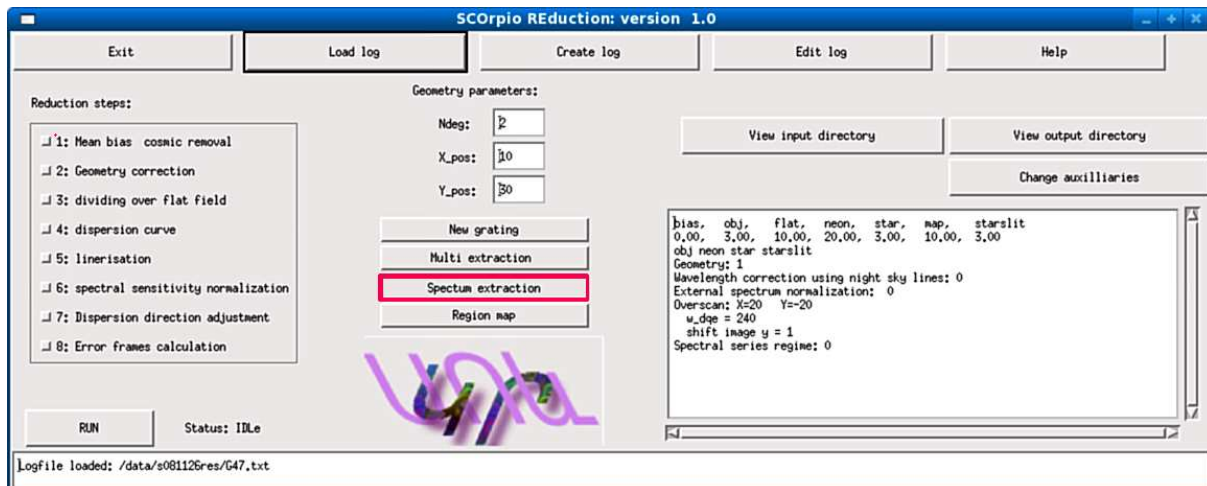 SCOrpio REduction: version 1.0
Exit
Load log
Create log
Edit log
Help
Reduction steps:
1: Mean bias cosmic removal
2: Geometry correction
3: dividing over flat field
4: dispersion curve
5: linerisation
6: spectral sensitivity normalization
7: Dispersion direction adjustment
8: Error frames calculation
RUN
Status: IDLe
Geometry parameters:
Ndeg: 2
X_pos: 10
Y_pos: 30
New grating
Multi extraction
Spectum extraction
Region map
View input directory
View output directory
Change auxilliaries
bias, obj, flat, neon, star, map, starslit
0.00, 3.00, 10.00, 20.00, 3.00, 10.00, 3.00
obj neon star starslit
Geometry: 1
Wavelength correction using night sky lines: 0
External spectrum normalization: 0
Overscan: X=20 Y=-20
w_dqe = 240
shift image y = 1
Spectral series regime: 0
Logfile loaded: /data/s081126res/G47.txt